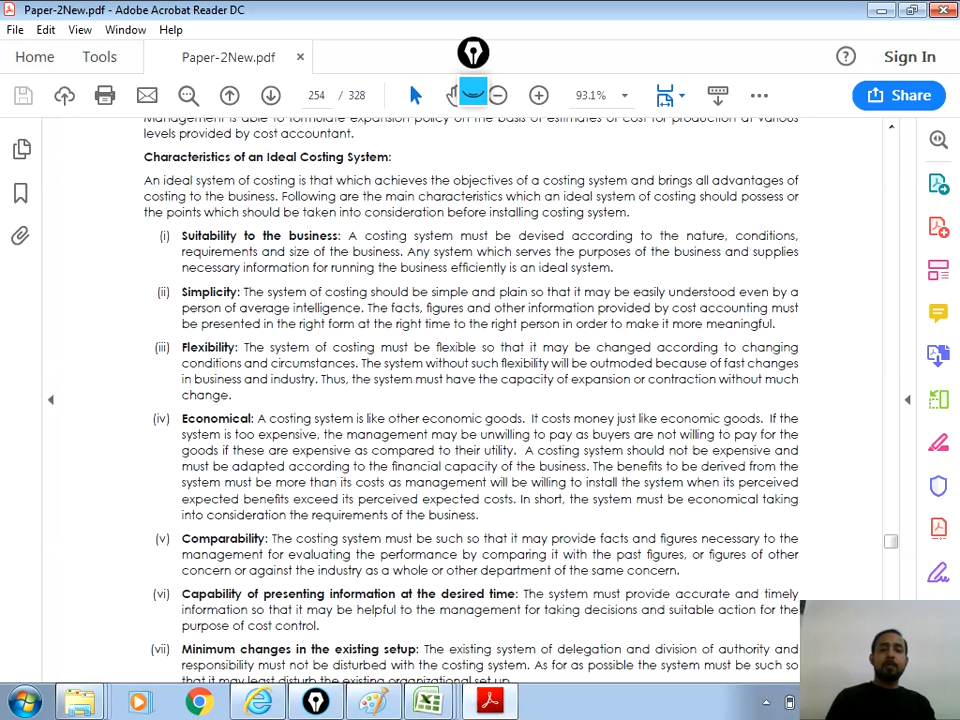 Paper-2New.pdf - Adobe Acrobat Reader DC
File Edit View Window Help
Home Tools Paper-2New.pdf × ? Sign In
254 / 328 93.1% Share
Management is able to formulate expansion policy on the basis of estimates of cost for production at various
levels provided by cost accountant.
Characteristics of an Ideal Costing System:
An ideal system of costing is that which achieves the objectives of a costing system and brings all advantages of
costing to the business. Following are the main characteristics which an ideal system of costing should possess or
the points which should be taken into consideration before installing costing system.
(i) Suitability to the business: A costing system must be devised according to the nature, conditions,
requirements and size of the business. Any system which serves the purposes of the business and supplies
necessary information for running the business efficiently is an ideal system.
(ii) Simplicity: The system of costing should be simple and plain so that it may be easily understood even by a
person of average intelligence. The facts, figures and other information provided by cost accounting must
be presented in the right form at the right time to the right person in order to make it more meaningful.
(iii) Flexibility: The system of costing must be flexible so that it may be changed according to changing
conditions and circumstances. The system without such flexibility will be outmoded because of fast changes
in business and industry. Thus, the system must have the capacity of expansion or contraction without much
change.
(iv) Economical: A costing system is like other economic goods. It costs money just like economic goods. If the
system is too expensive, the management may be unwilling to pay as buyers are not willing to pay for the
goods if these are expensive as compared to their utility. A costing system should not be expensive and
must be adapted according to the financial capacity of the business. The benefits to be derived from the
system must be more than its costs as management will be willing to install the system when its perceived
expected benefits exceed its perceived expected costs. In short, the system must be economical taking
into consideration the requirements of the business.
(v) Comparability: The costing system must be such so that it may provide facts and figures necessary to the
management for evaluating the performance by comparing it with the past figures, or figures of other
concern or against the industry as a whole or other department of the same concern.
(vi) Capability of presenting information at the desired time: The system must provide accurate and timely
information so that it may be helpful to the management for taking decisions and suitable action for the
purpose of cost control.
(vii) Minimum changes in the existing setup: The existing system of delegation and division of authority and
responsibility must not be disturbed with the costing system. As for as possible the system must be such so
that it may least disturb the existing organizational set up.